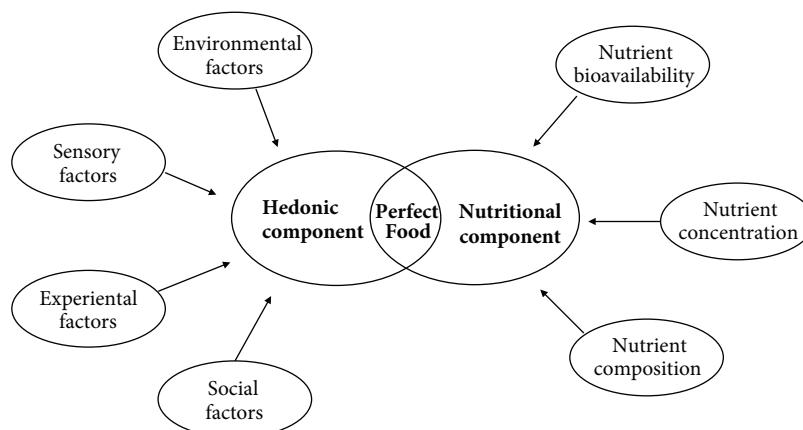 Environmental
factors
Nutrient
bioavailability
Sensory
factors
Hedonic
component
Perfect
Food
Nutritional
component
Nutrient
concentration
Experiental
factors
Nutrient
composition
Social
factors